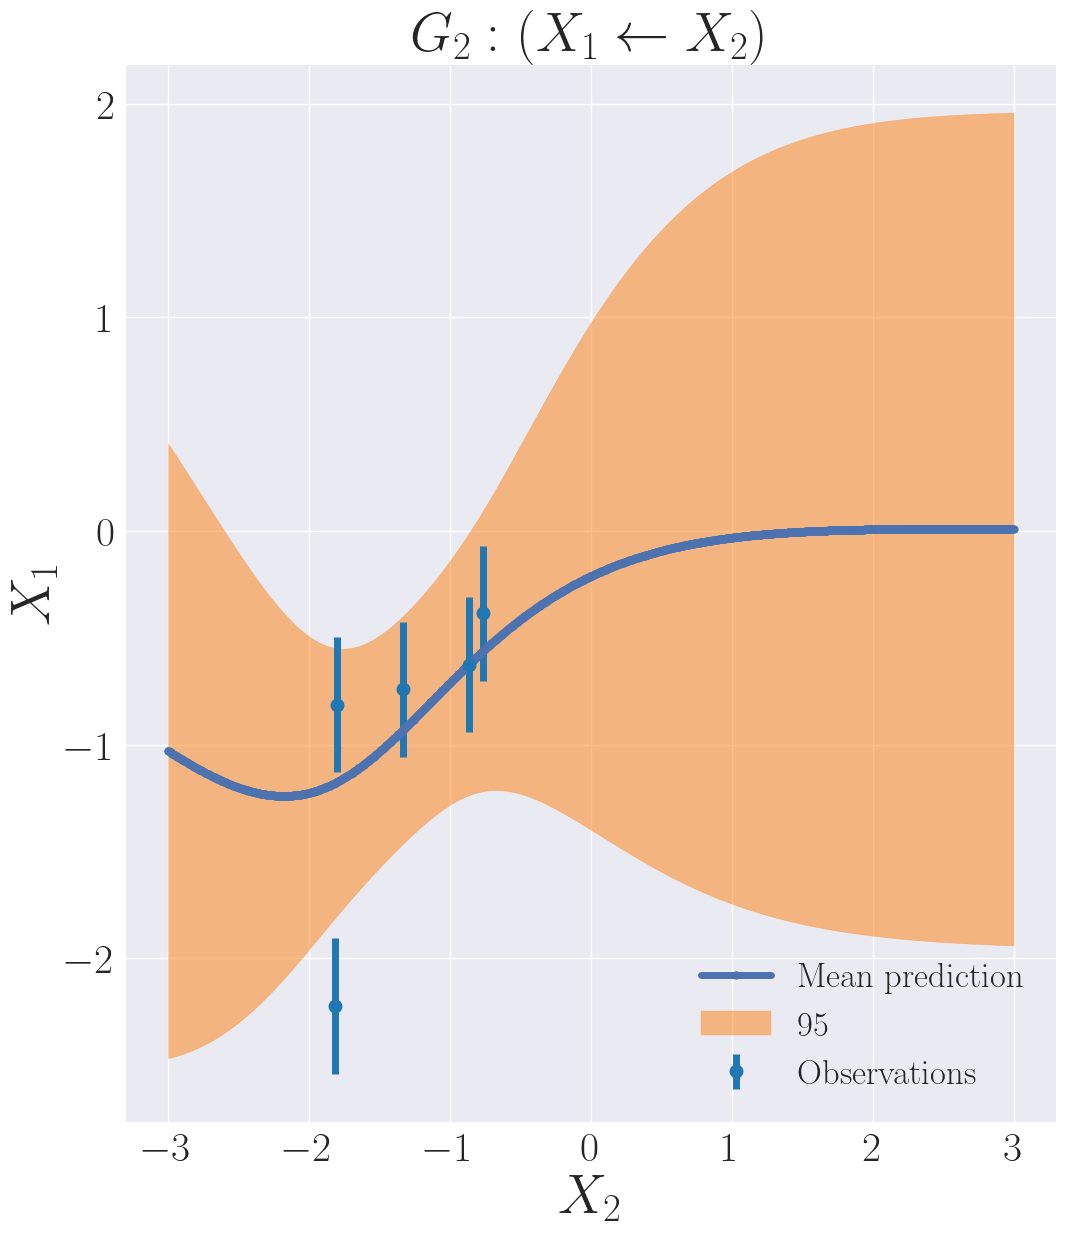 G₂ : (X₁ ← X₂)
2
1
0
−1
−2
X₁
Mean prediction
95
Observations
−3 −2 −1 0 1 2 3
X₂